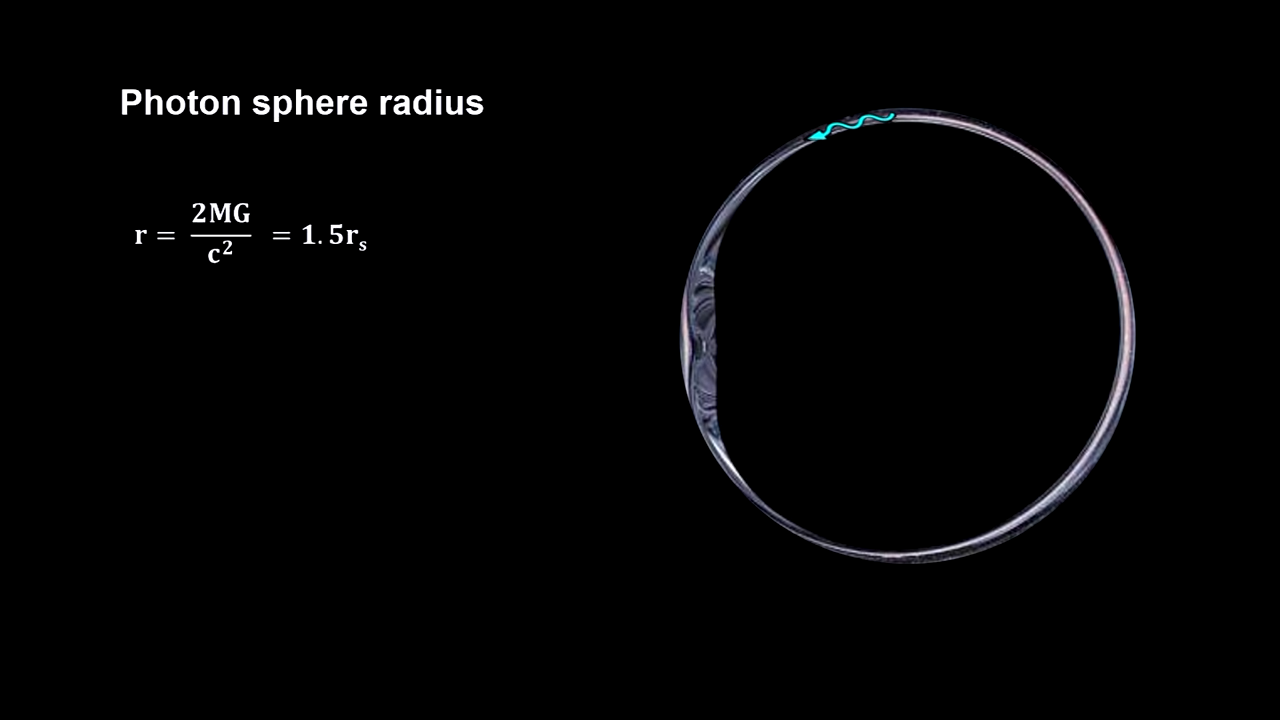 Photon sphere radius
r = 2MG/c² = 1.5rₛ